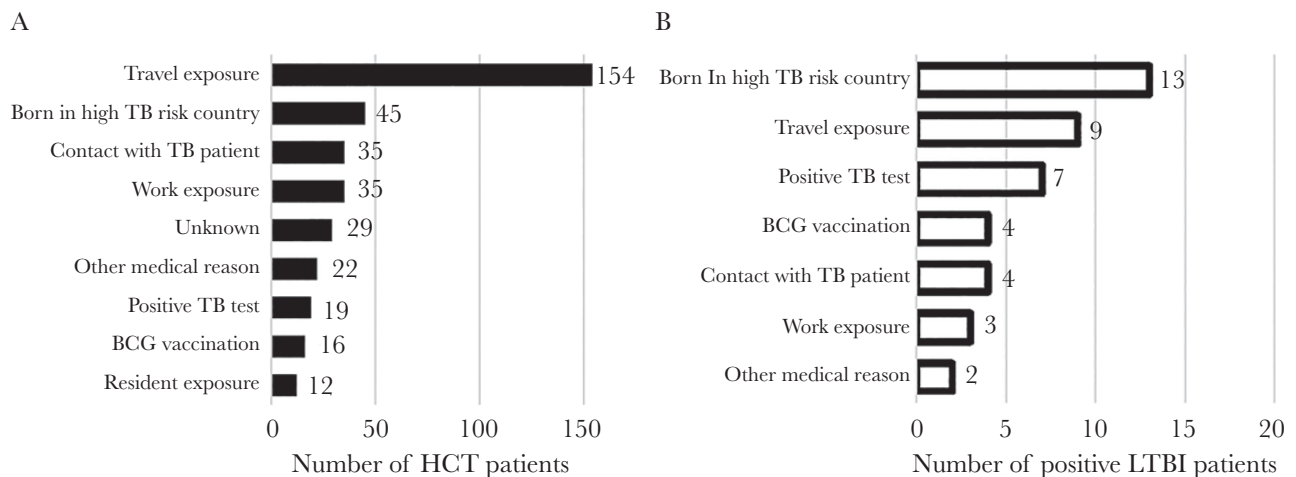 A
Travel exposure 154
Born in high TB risk country 45
Contact with TB patient 35
Work exposure 35
Unknown 29
Other medical reason 22
Positive TB test 19
BCG vaccination 16
Resident exposure 12
0 50 100 150
Number of HCT patients
B
Born In high TB risk country 13
Travel exposure 9
Positive TB test 7
BCG vaccination 4
Contact with TB patient 4
Work exposure 3
Other medical reason 2
0 5 10 15 20
Number of positive LTBI patients